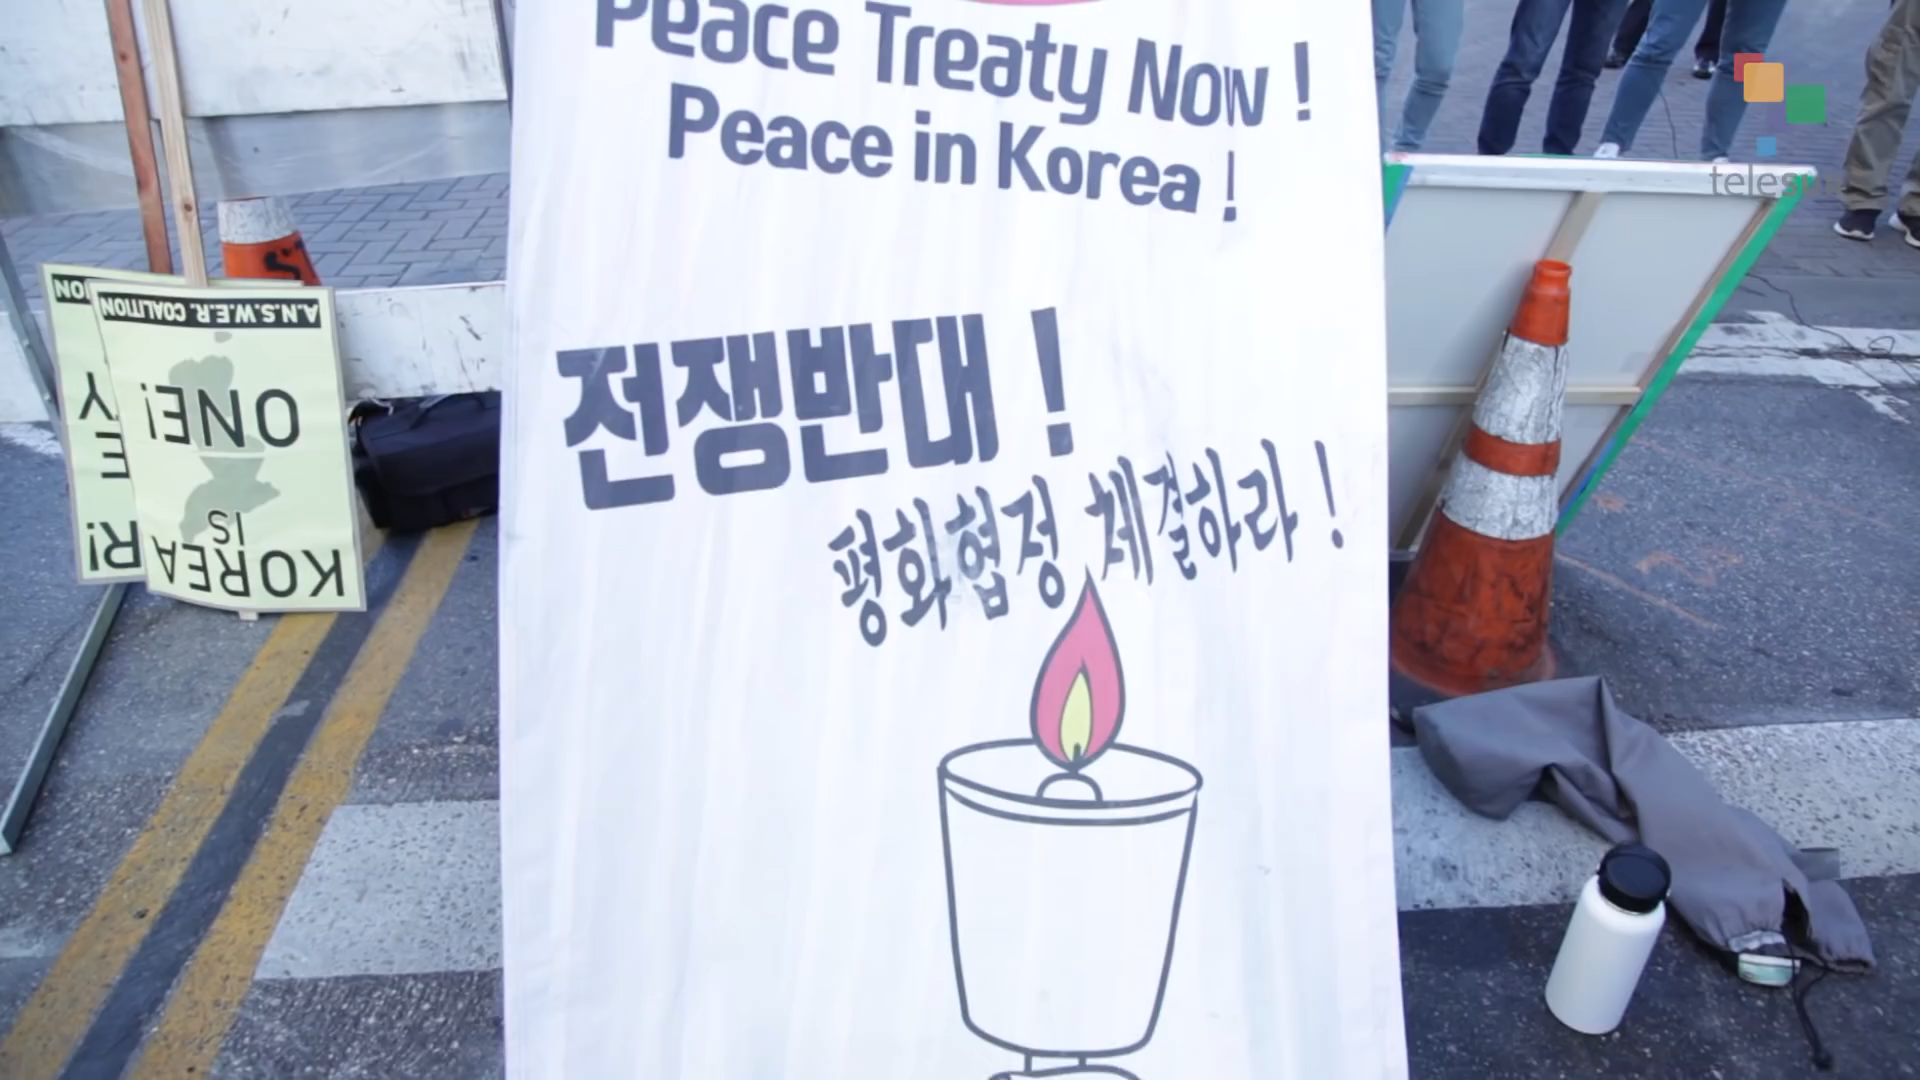 Peace Treaty Now !
Peace in Korea !
전쟁반대 !
평화협정 체결하라 !
KOREA
IS
ONE!
A.N.S.W.E.R. COALITION
telesur